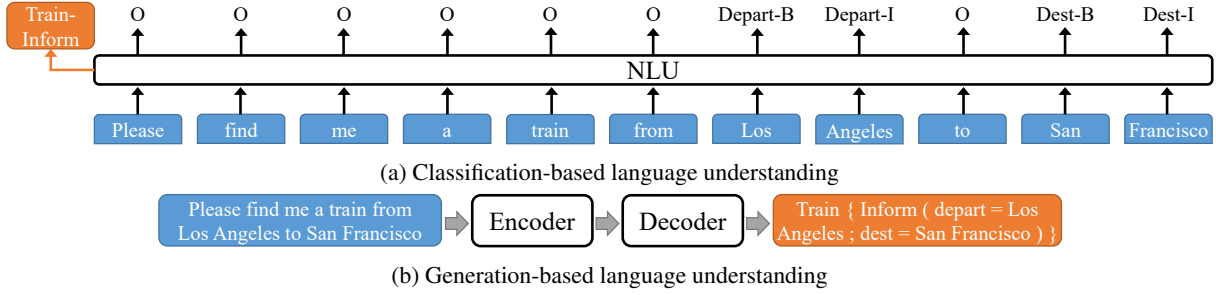 Train-
Inform
O O O O O O Depart-B Depart-I O Dest-B Dest-I
NLU
Please find me a train from Los Angeles to San Francisco
(a) Classification-based language understanding
Please find me a train from
Los Angeles to San Francisco
Encoder
Decoder
Train { Inform ( depart = Los
Angeles ; dest = San Francisco ) }
(b) Generation-based language understanding